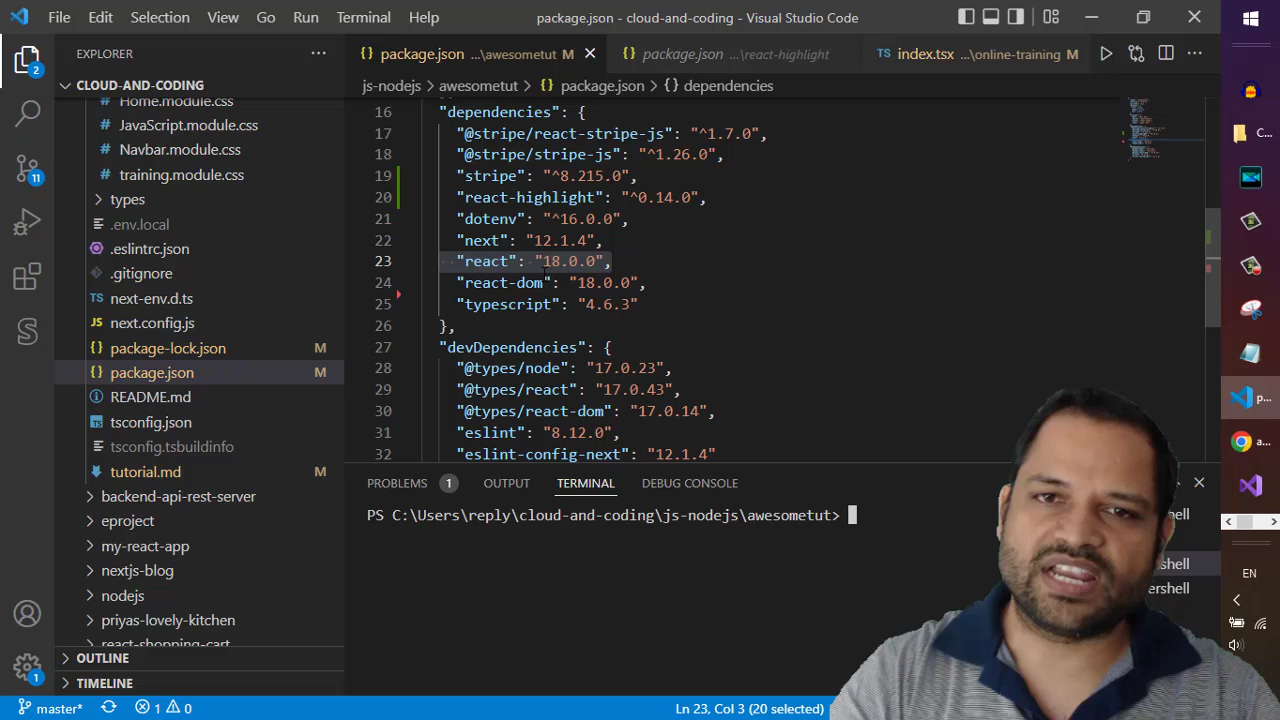 File Edit Selection View Go Run Terminal Help package.json - cloud-and-coding - Visual Studio Code
EXPLORER
package.json ...\awesometut M
package.json ...\react-highlight
TS index.tsx ...\online-training M
CLOUD-AND-CODING
js-nodejs > awesometut > {} package.json > {} dependencies
Home.module.css
JavaScript.module.css
Navbar.module.css
training.module.css
types
.env.local
.eslintrc.json
.gitignore
TS next-env.d.ts
JS next.config.js
{} package-lock.json M
{} package.json M
README.md
tsconfig.json
tsconfig.tsbuildinfo
tutorial.md M
backend-api-rest-server
eproject
my-react-app
nextjs-blog
nodejs
priyas-lovely-kitchen
react-shopping-cart
OUTLINE
TIMELINE
16 "dependencies": {
17 "@stripe/react-stripe-js": "^1.7.0",
18 "@stripe/stripe-js": "^1.26.0",
19 "stripe": "^8.215.0",
20 "react-highlight": "^0.14.0",
21 "dotenv": "^16.0.0",
22 "next": "12.1.4",
23 "react": "18.0.0",
24 "react-dom": "18.0.0",
25 "typescript": "4.6.3"
26 },
27 "devDependencies": {
28 "@types/node": "17.0.23",
29 "@types/react": "17.0.43",
30 "@types/react-dom": "17.0.14",
31 "eslint": "8.12.0",
32 "eslint-config-next": "12.1.4"
PROBLEMS 1 OUTPUT TERMINAL DEBUG CONSOLE
PS C:\Users\reply\cloud-and-coding\js-nodejs\awesometut>
shell
shell
shell
2
11
1
master* 1 0 Ln 23, Col 3 (20 selected)
C...
p...
a...
EN